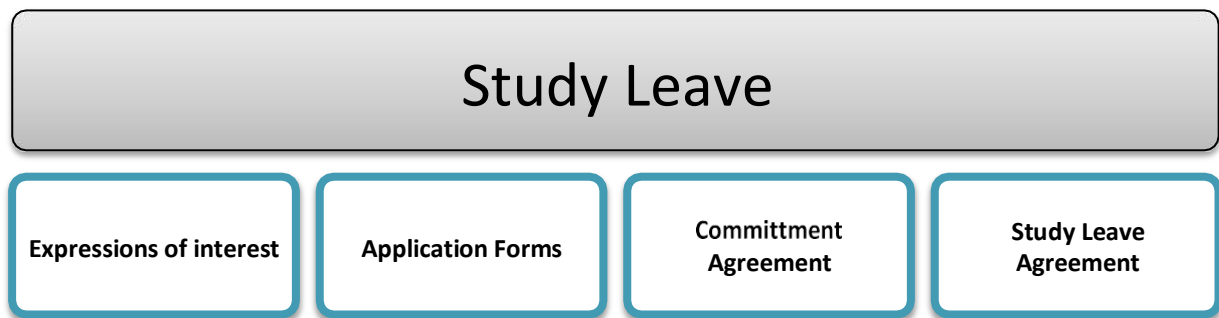 Study Leave
Expressions of interest
Application Forms
Committment
Agreement
Study Leave
Agreement